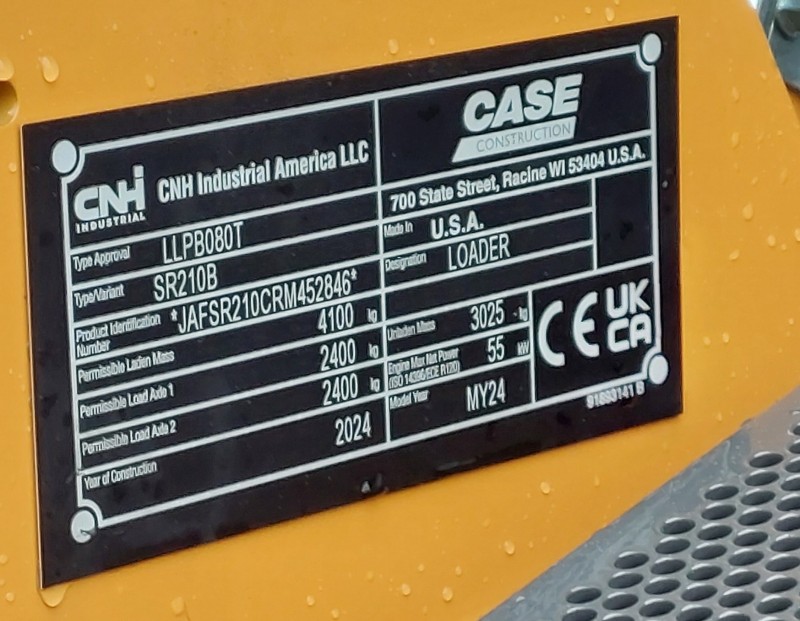 CNH INDUSTRIAL
CNH Industrial America LLC
CASE
CONSTRUCTION
700 State Street, Racine WI 53404 U.S.A.
Type Approval LLPB080T
Made In U.S.A.
Type/Variant SR210B
Designation LOADER
Product Identification Number *JAFSR210CRM452846*
Permissible Laden Mass 4100 kg
Unladen Mass 3025 kg
Permissible Load Axle 1 2400 kg
Engine Max Net Power (ISO 14396/ECE R120) 55 kW
Permissible Load Axle 2 2400 kg
Model Year MY24
Year of Construction 2024
CE UKCA